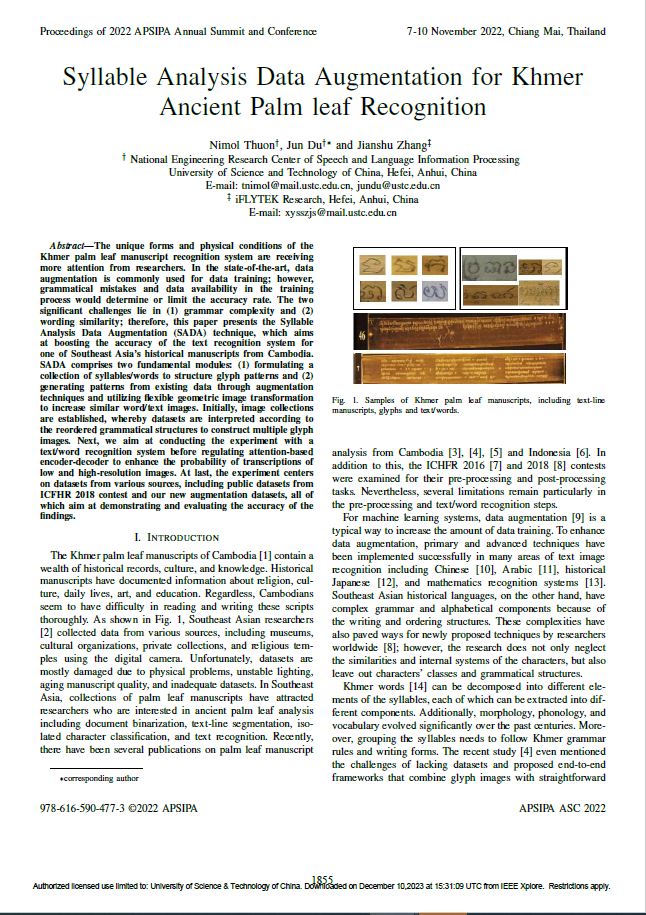 Proceedings of 2022 APSIPA Annual Summit and Conference
7-10 November 2022, Chiang Mai, Thailand
Syllable Analysis Data Augmentation for Khmer
Ancient Palm leaf Recognition
Nimol Thuon†, Jun Du†⋆ and Jianshu Zhang‡
† National Engineering Research Center of Speech and Language Information Processing
University of Science and Technology of China, Hefei, Anhui, China
E-mail: tnimol@mail.ustc.edu.cn, jundu@ustc.edu.cn
‡ iFLYTEK Research, Hefei, Anhui, China
E-mail: xysszjs@mail.ustc.edu.cn
Abstract—The unique forms and physical conditions of the
Khmer palm leaf manuscript recognition system are receiving
more attention from researchers. In the state-of-the-art, data
augmentation is commonly used for data training; however,
grammatical mistakes and data availability in the training
process would determine or limit the accuracy rate. The two
significant challenges lie in (1) grammar complexity and (2)
wording similarity; therefore, this paper presents the Syllable
Analysis Data Augmentation (SADA) technique, which aims
at boosting the accuracy of the text recognition system for
one of Southeast Asia's historical manuscripts from Cambodia.
SADA comprises two fundamental modules: (1) formulating a
collection of syllables/words to structure glyph patterns and (2)
generating patterns from existing data through augmentation
techniques and utilizing flexible geometric image transformation
to increase similar word/text images. Initially, image collections
are established, whereby datasets are interpreted according to
the reordered grammatical structures to construct multiple glyph
images. Next, we aim at conducting the experiment with a
text/word recognition system before regulating attention-based
encoder-decoder to enhance the probability of transcriptions of
low and high-resolution images. At last, the experiment centers
on datasets from various sources, including public datasets from
ICFHR 2018 contest and our new augmentation datasets, all of
which aim at demonstrating and evaluating the accuracy of the
findings.
I. INTRODUCTION
The Khmer palm leaf manuscripts of Cambodia [1] contain a
wealth of historical records, culture, and knowledge. Historical
manuscripts have documented information about religion, cul-
ture, daily lives, art, and education. Regardless, Cambodians
seem to have difficulty in reading and writing these scripts
thoroughly. As shown in Fig. 1, Southeast Asian researchers
[2] collected data from various sources, including museums,
cultural organizations, private collections, and religious tem-
ples using the digital camera. Unfortunately, datasets are
mostly damaged due to physical problems, unstable lighting,
aging manuscript quality, and inadequate datasets. In Southeast
Asia, collections of palm leaf manuscripts have attracted
researchers who are interested in ancient palm leaf analysis
including document binarization, text-line segmentation, iso-
lated character classification, and text recognition. Recently,
there have been several publications on palm leaf manuscript
⋆corresponding author
Fig. 1. Samples of Khmer palm leaf manuscripts, including text-line
manuscripts, glyphs and text/words.
analysis from Cambodia [3], [4], [5] and Indonesia [6]. In
addition to this, the ICHFR 2016 [7] and 2018 [8] contests
were examined for their pre-processing and post-processing
tasks. Nevertheless, several limitations remain particularly in
the pre-processing and text/word recognition steps.
For machine learning systems, data augmentation [9] is a
typical way to increase the amount of data training. To enhance
data augmentation, primary and advanced techniques have
been implemented successfully in many areas of text image
recognition including Chinese [10], Arabic [11], historical
Japanese [12], and mathematics recognition systems [13].
Southeast Asian historical languages, on the other hand, have
complex grammar and alphabetical components because of
the writing and ordering structures. These complexities have
also paved ways for newly proposed techniques by researchers
worldwide [8]; however, the research does not only neglect
the similarities and internal systems of the characters, but also
leave out characters' classes and grammatical structures.
Khmer words [14] can be decomposed into different ele-
ments of the syllables, each of which can be extracted into dif-
ferent components. Additionally, morphology, phonology, and
vocabulary evolved significantly over the past centuries. More-
over, grouping the syllables needs to follow Khmer grammar
rules and writing forms. The recent study [4] even mentioned
the challenges of lacking datasets and proposed end-to-end
frameworks that combine glyph images with straightforward
978-616-590-477-3 ©2022 APSIPA
APSIPA ASC 2022
1855
Authorized licensed use limited to: University of Science & Technology of China. Downloaded on December 10,2023 at 15:31:09 UTC from IEEE Xplore. Restrictions apply.